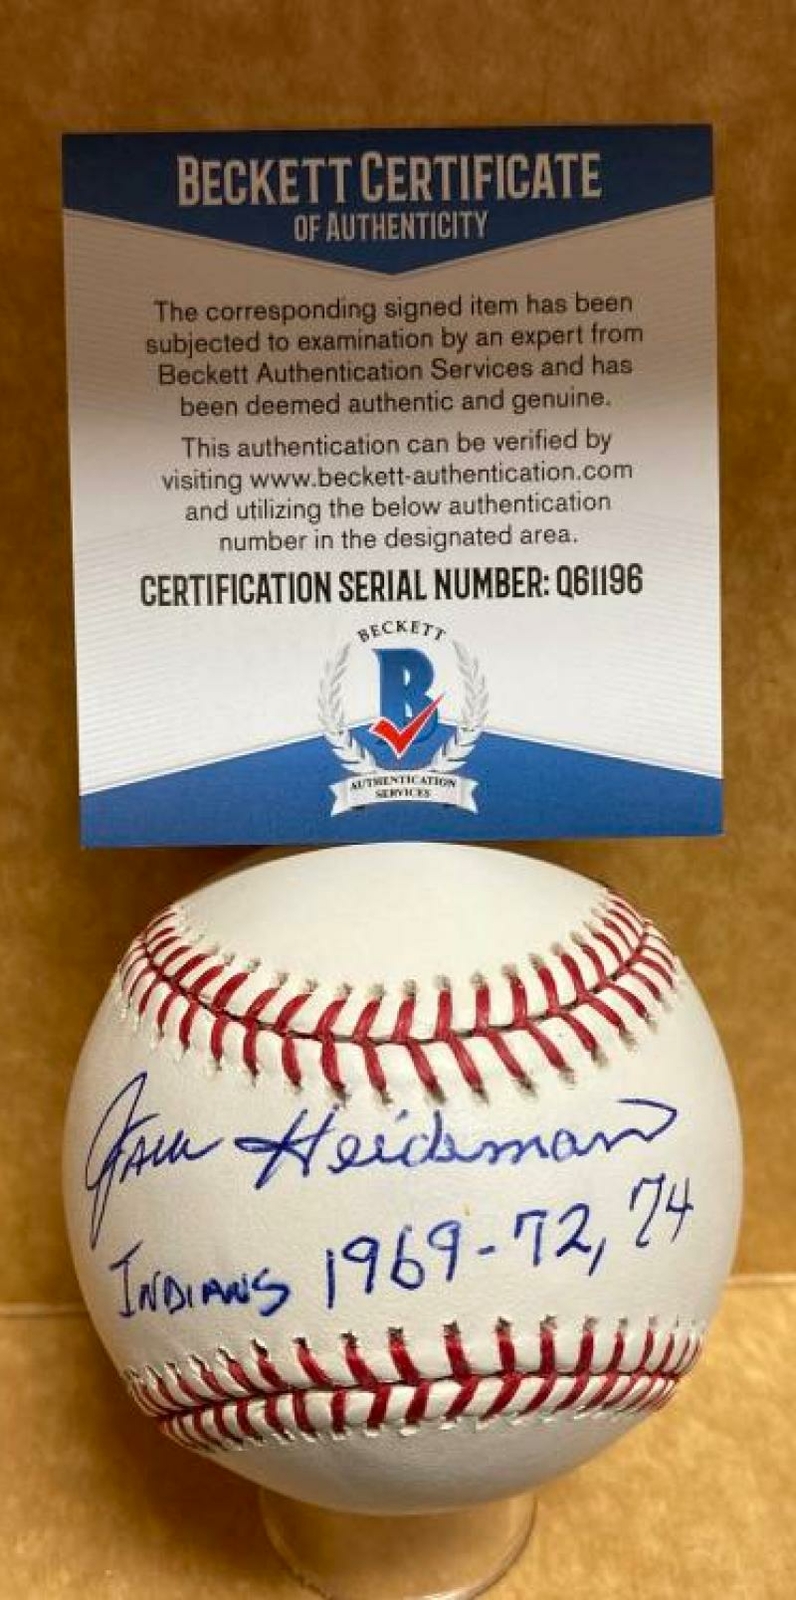 BECKETT CERTIFICATE
OF AUTHENTICITY
The corresponding signed item has been
subjected to examination by an expert from
Beckett Authentication Services and has
been deemed authentic and genuine.
This authentication can be verified by
visiting www.beckett-authentication.com
and utilizing the below authentication
number in the designated area.
CERTIFICATION SERIAL NUMBER: Q61196
BECKETT
B
AUTHENTICATION
SERVICES
Jack Heideman
INDIANS 1969-72, 74